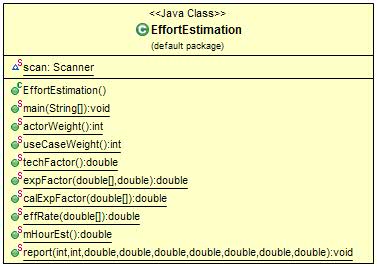 <<Java Class>>
EffortEstimation
(default package)
scan: Scanner
EffortEstimation()
main(String[]):void
actorWeight():int
useCaseWeight():int
techFactor():double
expFactor(double[],double):double
calExpFactor(double[]):double
effRate(double[]):double
mHourEst():double
report(int,int,double,double,double,double,double,double,double):void